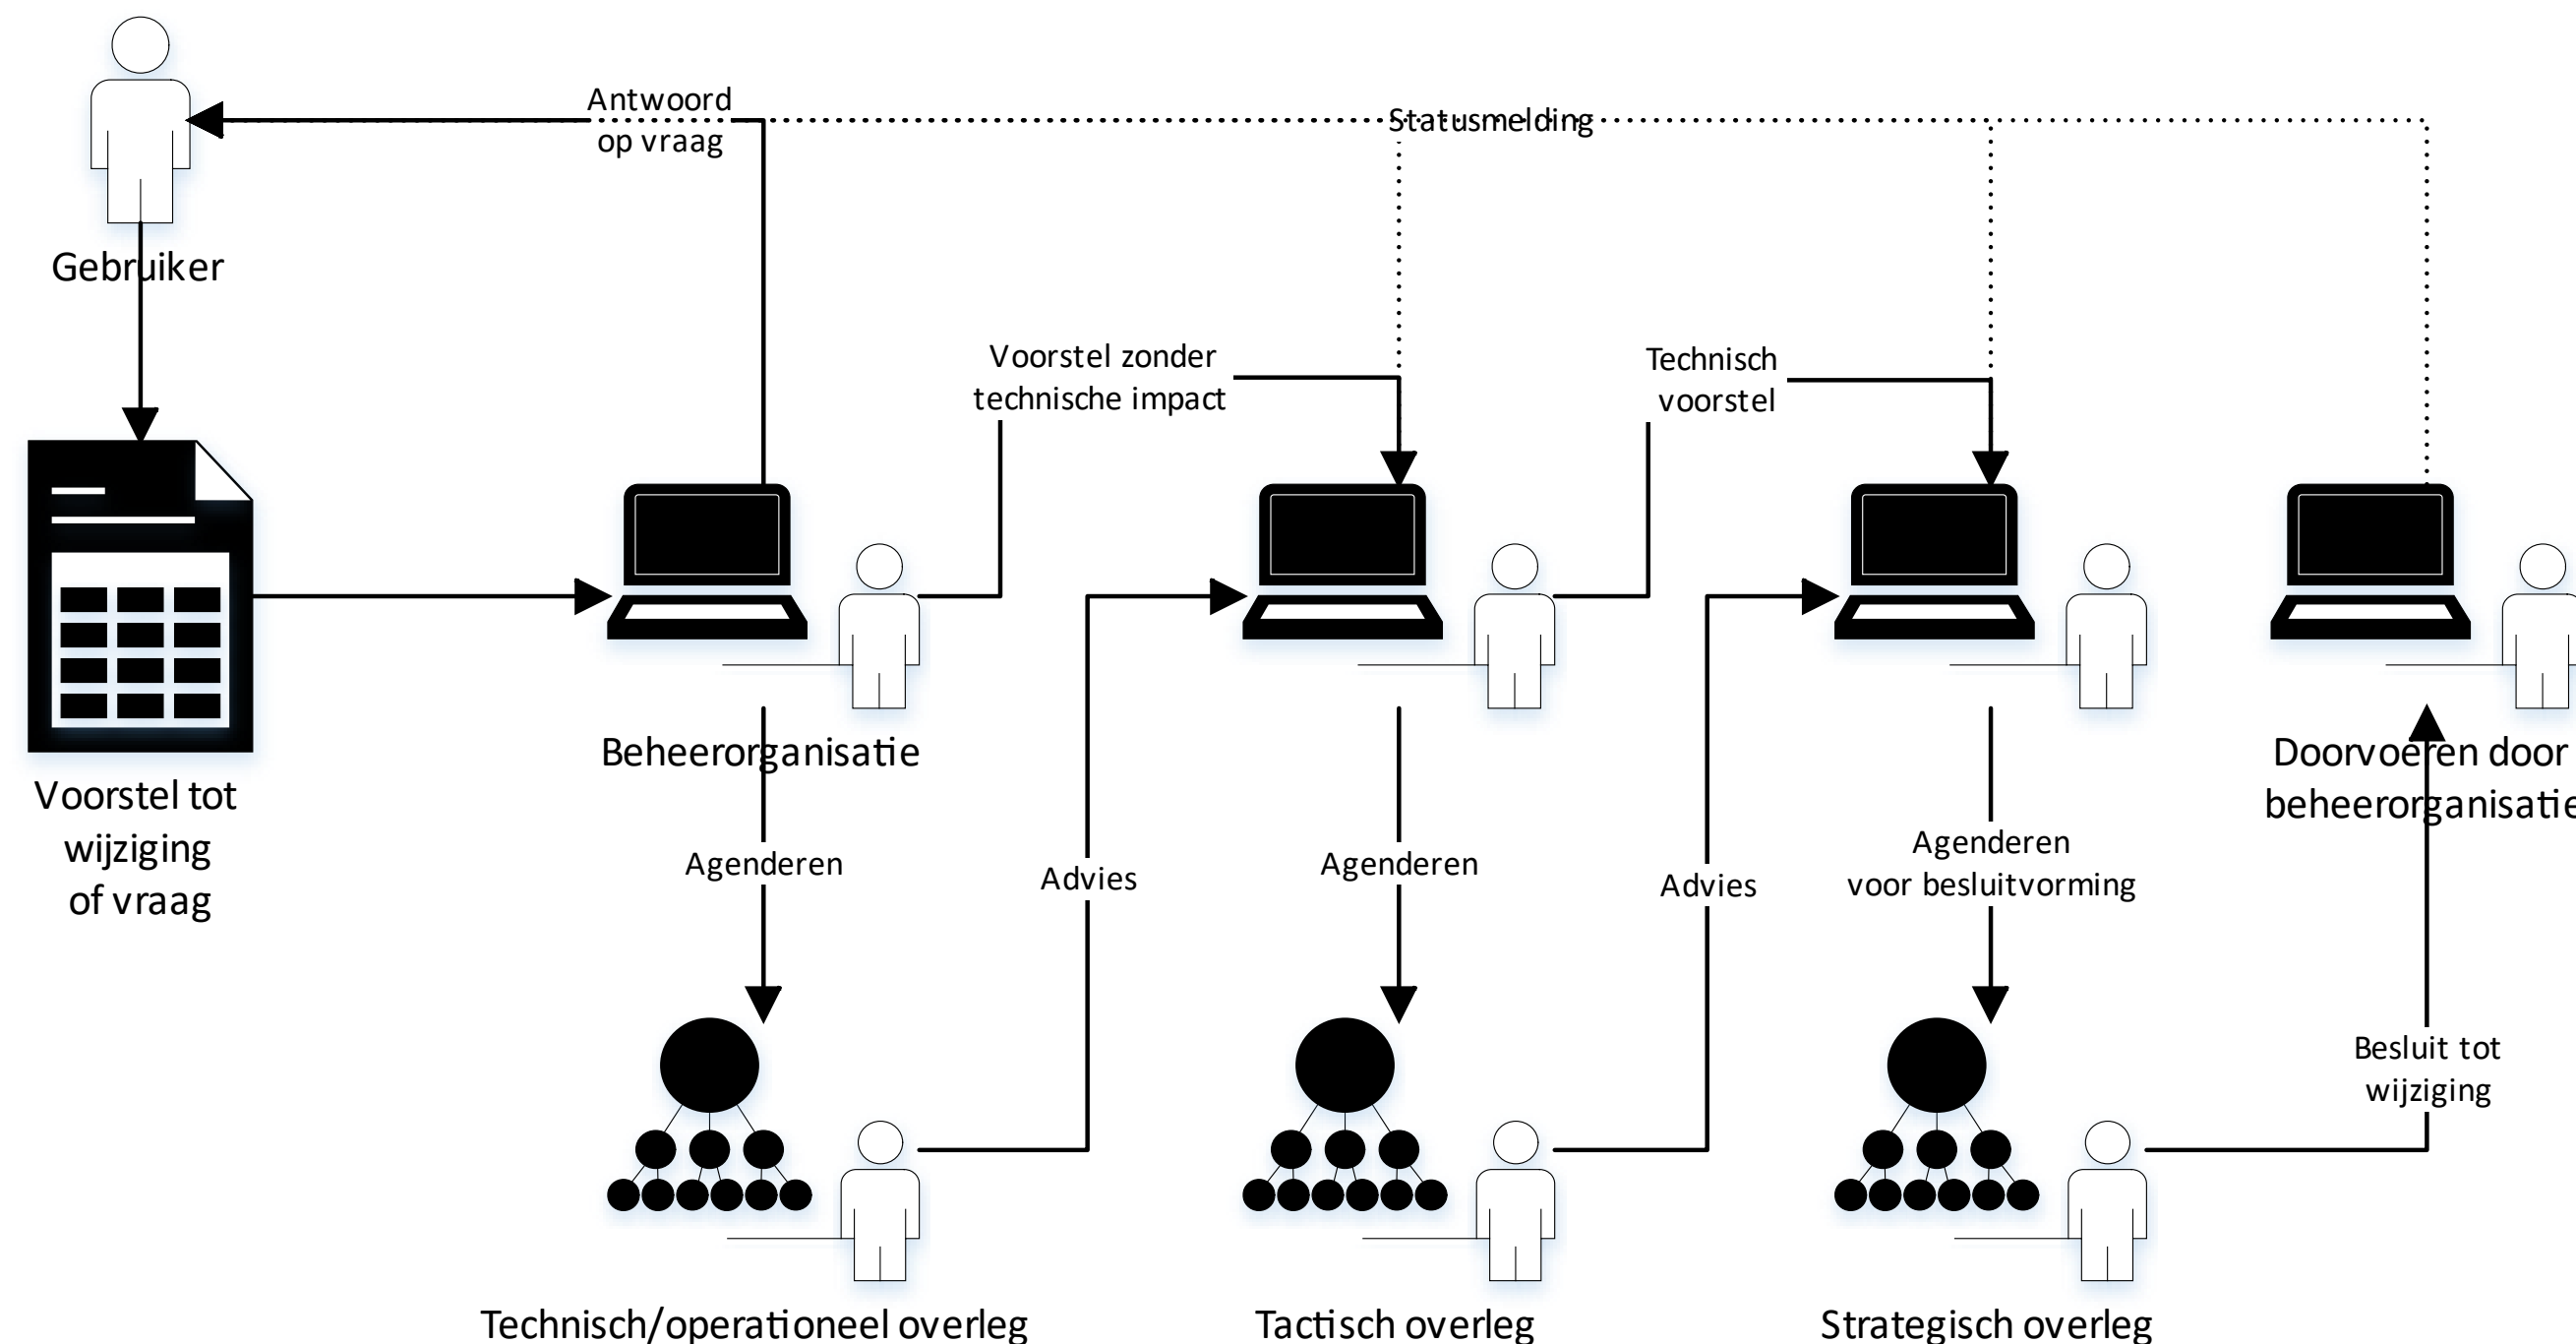 Antwoord
op vraag
Statusmelding
Gebruiker
Voorstel zonder
technische impact
Technisch
voorstel
Beheerorganisatie
Doorvoeren door
beheerorganisatie
Voorstel tot
wijziging
of vraag
Agenderen
Advies
Agenderen
Advies
Agenderen
voor besluitvorming
Besluit tot
wijziging
Technisch/operationeel overleg
Tactisch overleg
Strategisch overleg